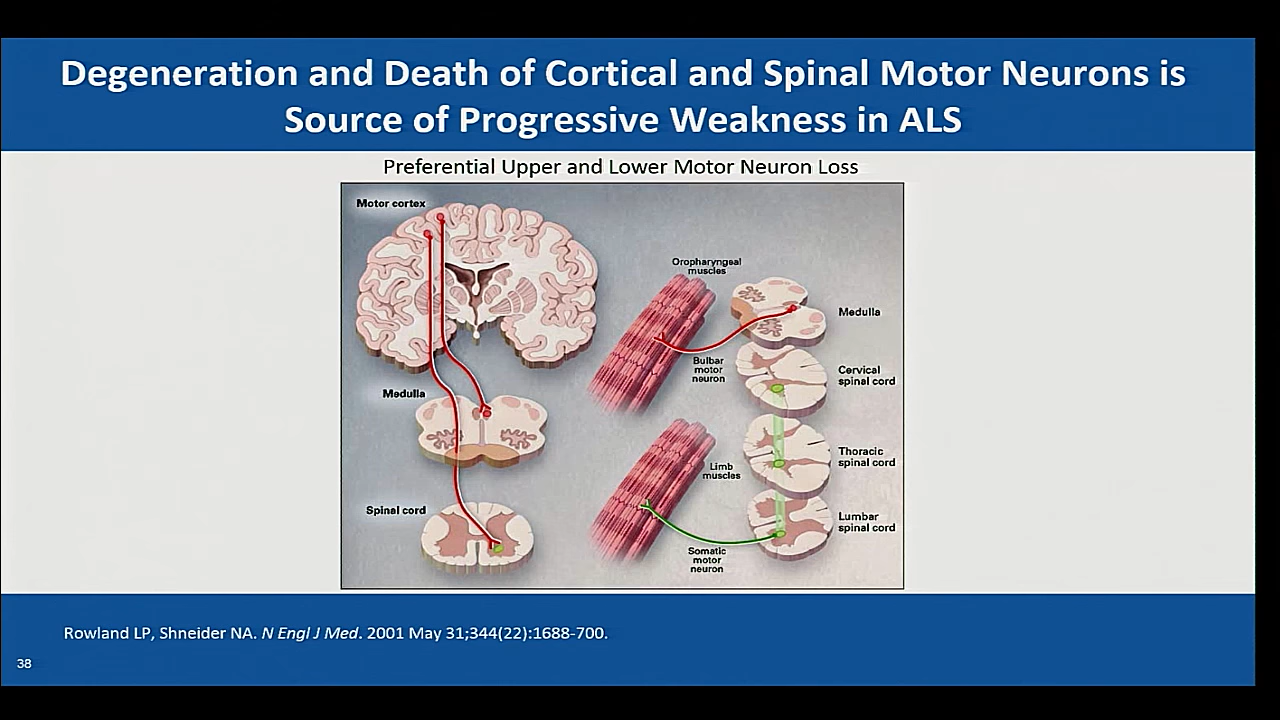 Degeneration and Death of Cortical and Spinal Motor Neurons is
Source of Progressive Weakness in ALS
Preferential Upper and Lower Motor Neuron Loss
Motor cortex
Medulla
Spinal cord
Oropharyngeal
muscles
Medulla
Bulbar
motor
neuron
Cervical
spinal cord
Limb
muscles
Thoracic
spinal cord
Somatic
motor
neuron
Lumbar
spinal cord
Rowland LP, Shneider NA. N Engl J Med. 2001 May 31;344(22):1688-700.
38